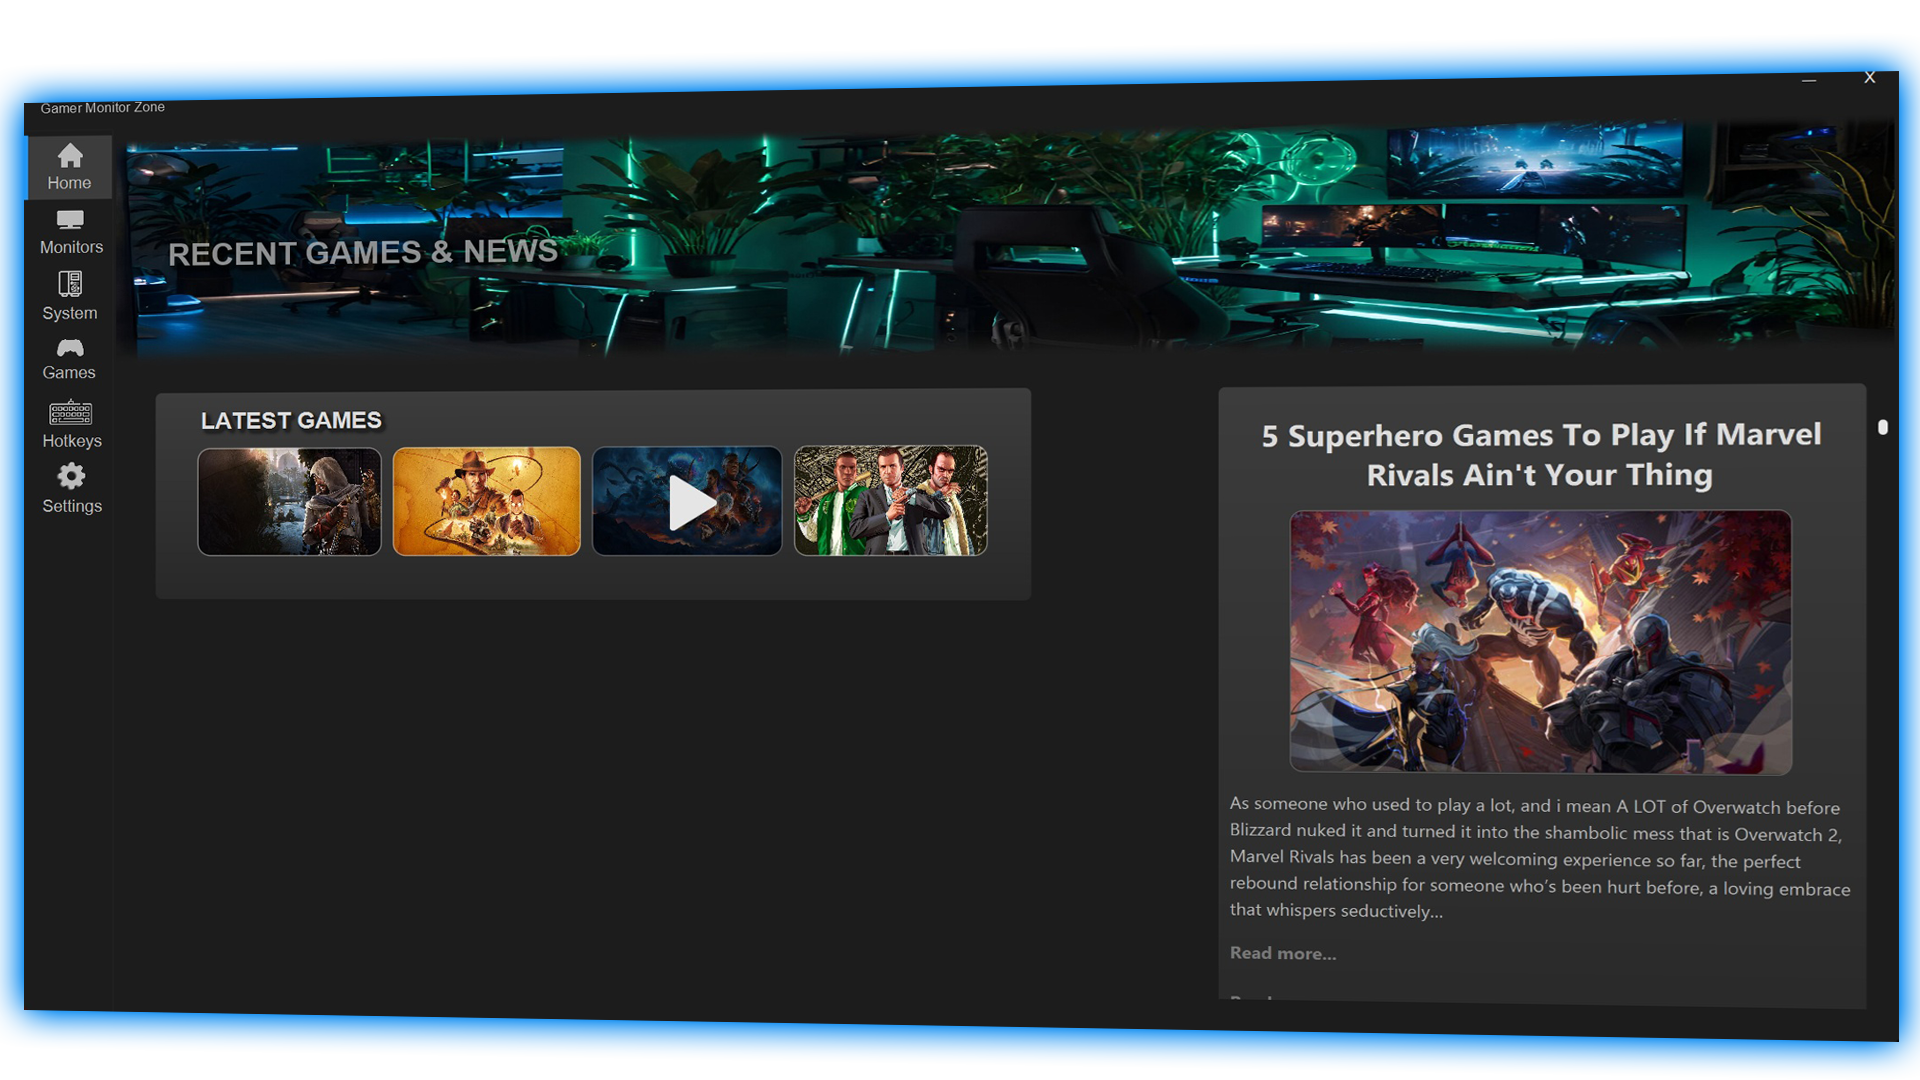 Gamer Monitor Zone
X
Home
Monitors
System
Games
Hotkeys
Settings
RECENT GAMES & NEWS
LATEST GAMES
5 Superhero Games To Play If Marvel
Rivals Ain't Your Thing
As someone who used to play a lot, and i mean A LOT of Overwatch before
Blizzard nuked it and turned it into the shambolic mess that is Overwatch 2,
Marvel Rivals has been a very welcoming experience so far, the perfect
rebound relationship for someone who’s been hurt before, a loving embrace
that whispers seductively...
Read more...